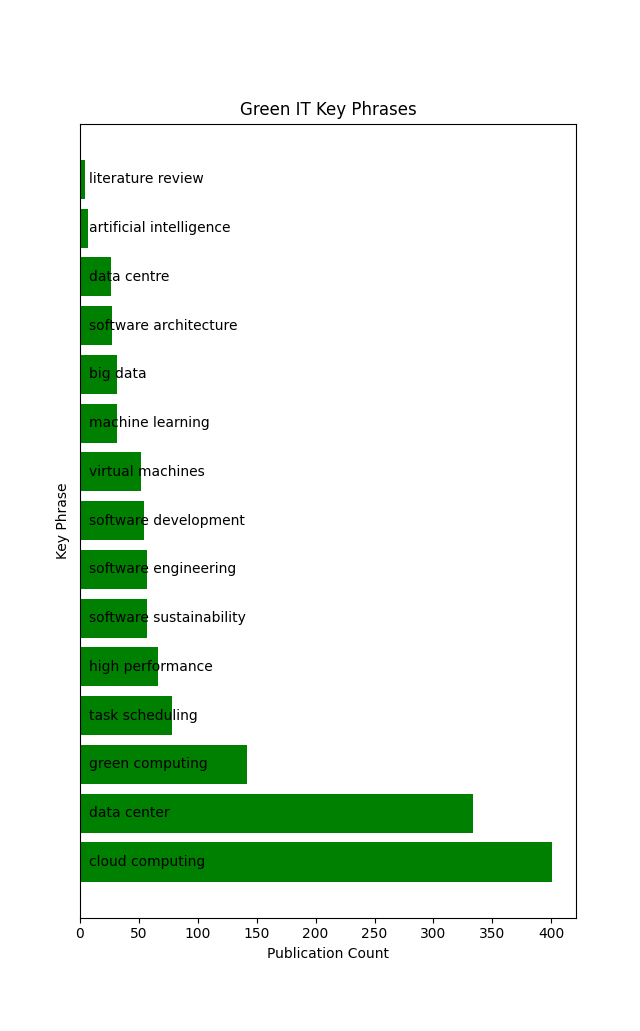 Green IT Key Phrases
literature review
artificial intelligence
data centre
software architecture
big data
machine learning
virtual machines
software development
software engineering
software sustainability
high performance
task scheduling
green computing
data center
cloud computing
Key Phrase
0 50 100 150 200 250 300 350 400
Publication Count